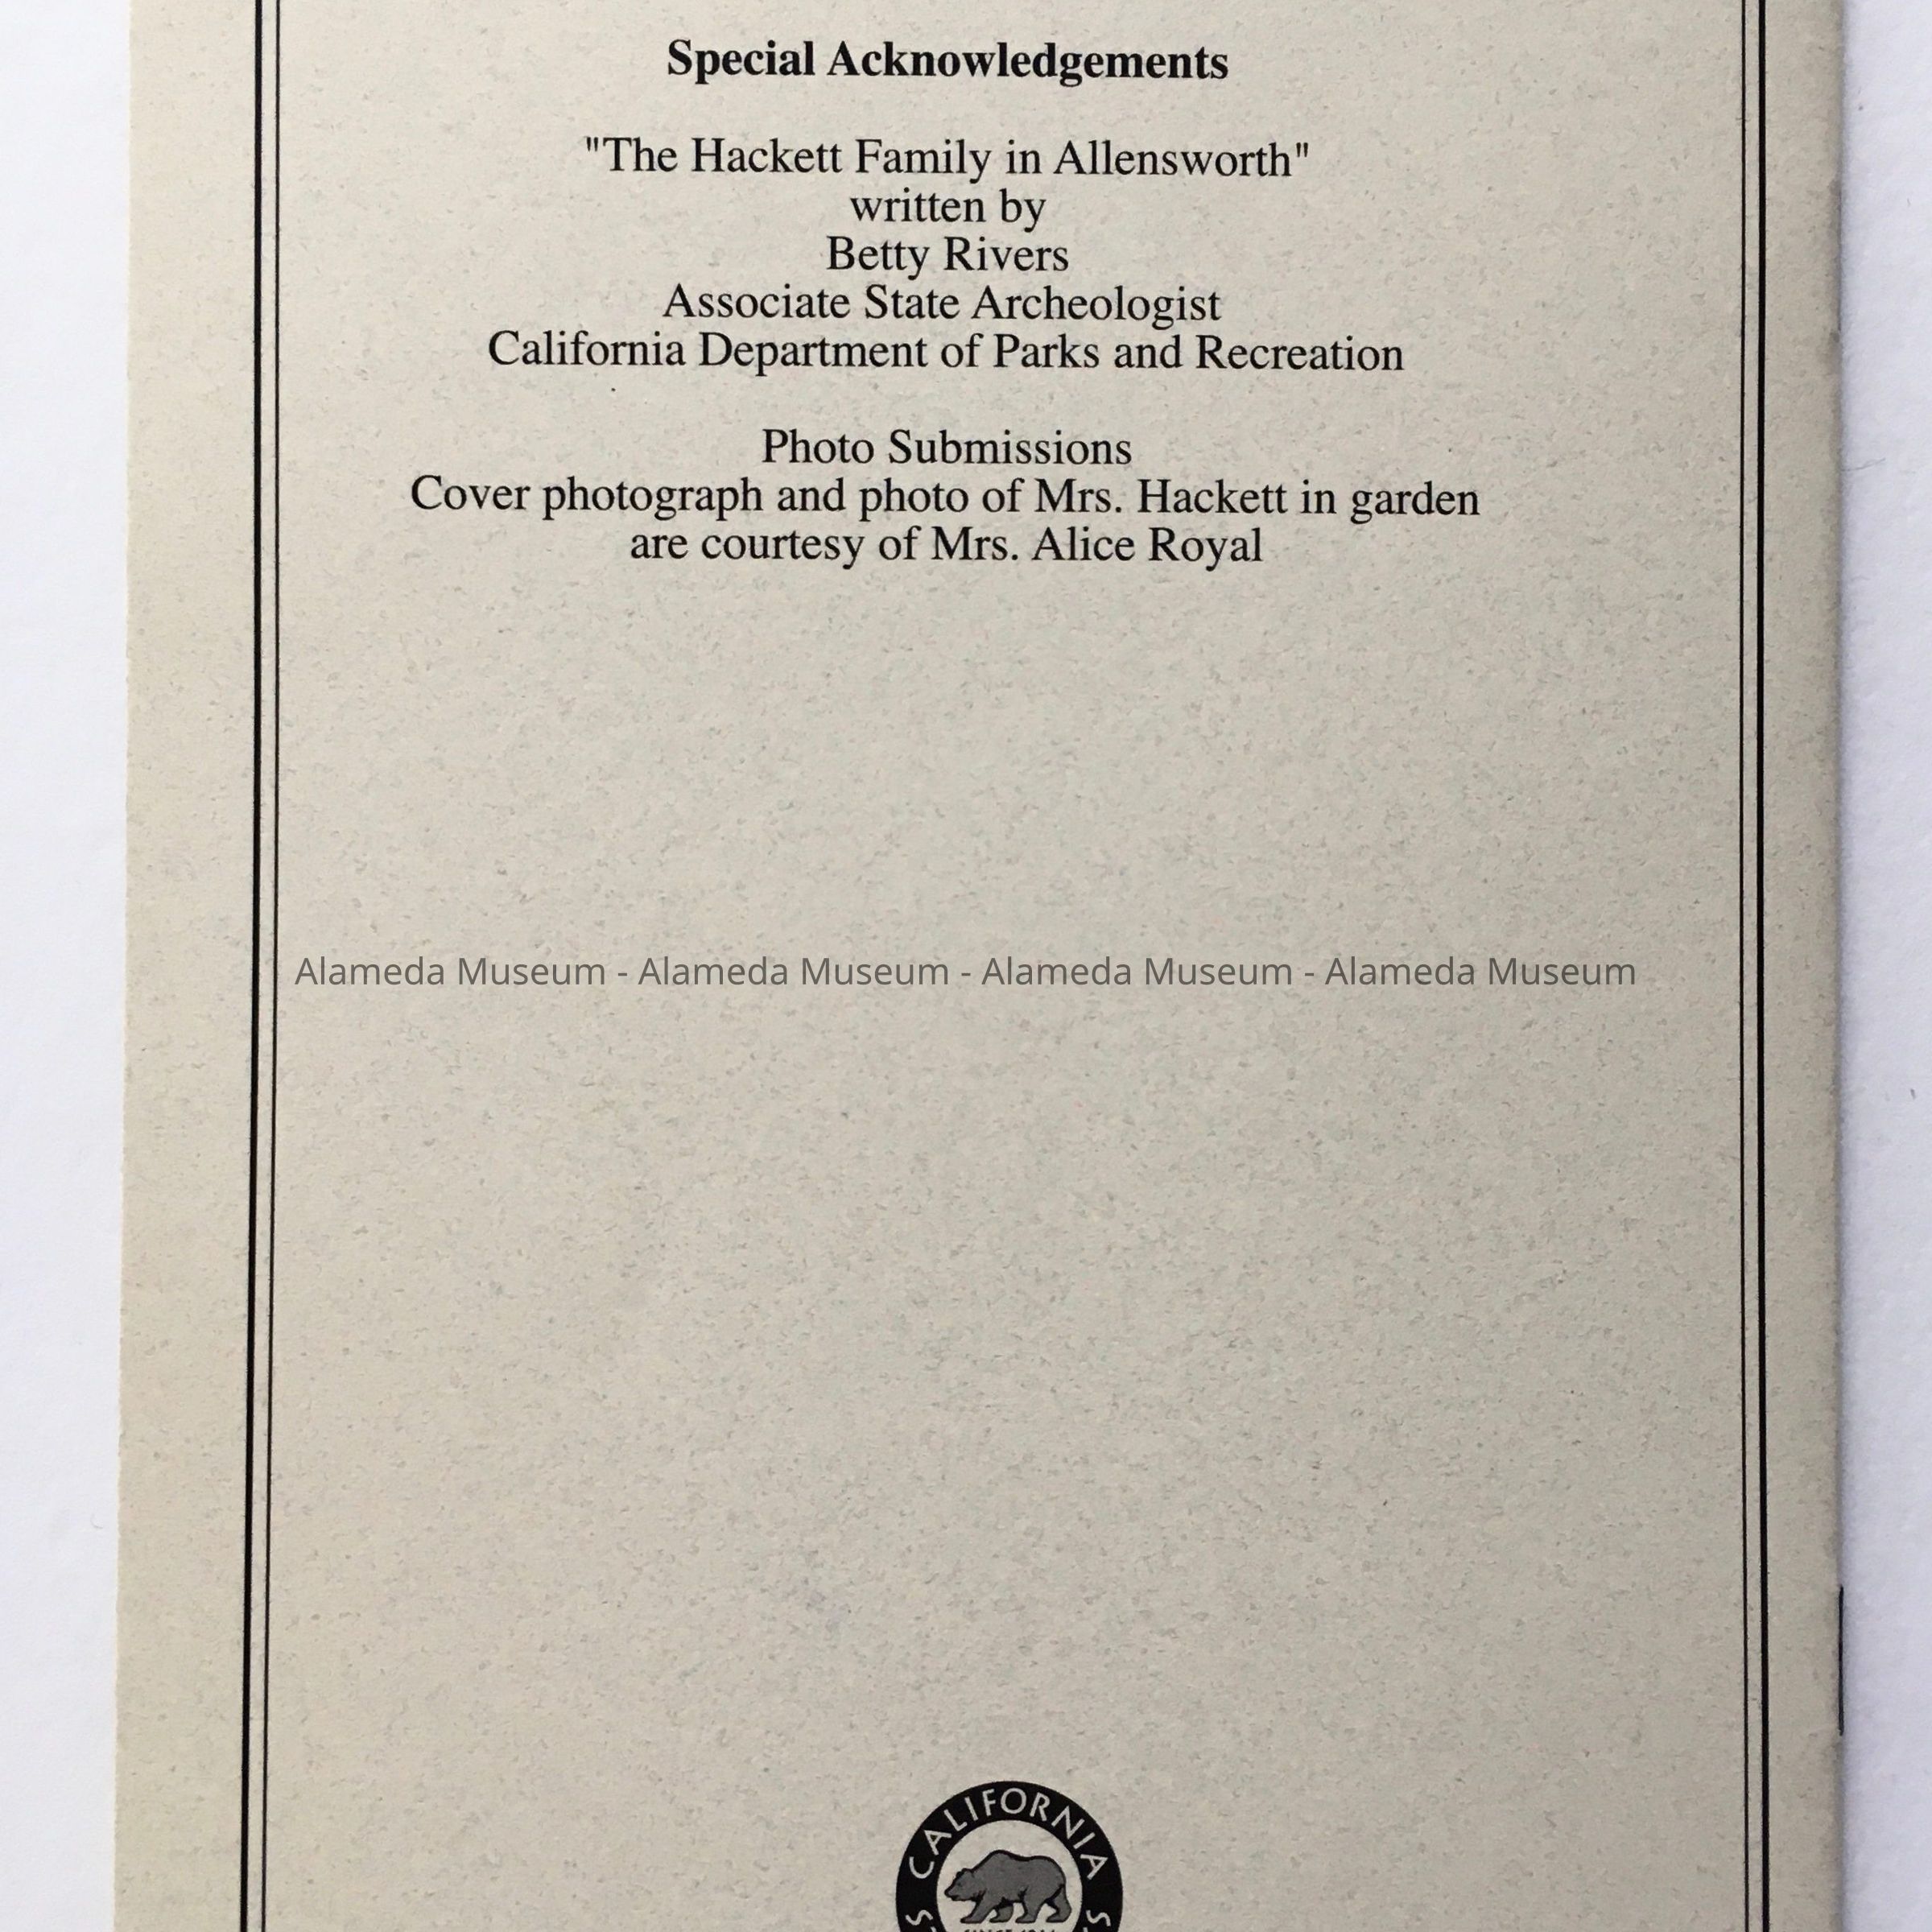 Special Acknowledgements
"The Hackett Family in Allensworth"
written by
Betty Rivers
Associate State Archeologist
California Department of Parks and Recreation
Photo Submissions
Cover photograph and photo of Mrs. Hackett in garden
are courtesy of Mrs. Alice Royal
Alameda Museum - Alameda Museum - Alameda Museum - Alameda Museum
CALIFORNIA